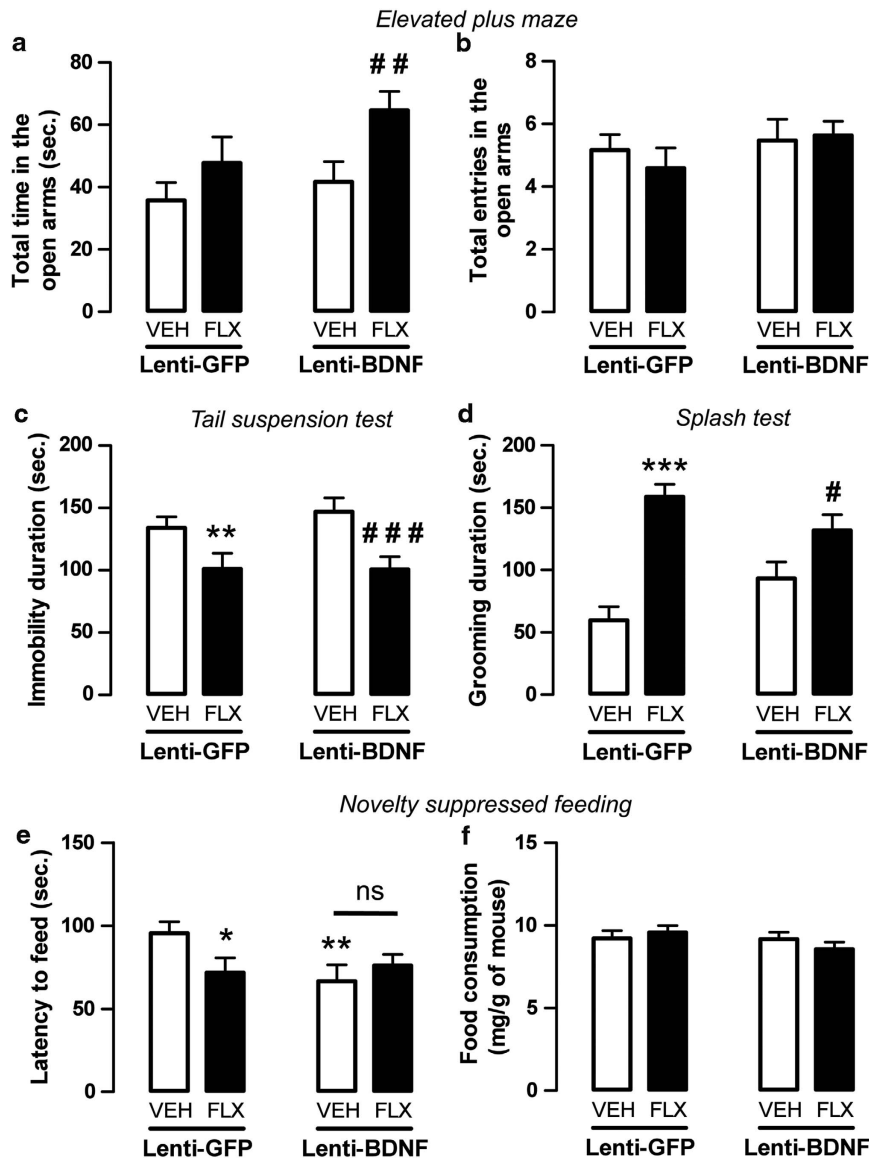 Elevated plus maze
a
Total time in the
open arms (sec.)
80
60
40
20
0
# #
VEH FLX VEH FLX
Lenti-GFP Lenti-BDNF
b
Total entries in the
open arms
8
6
4
2
0
VEH FLX VEH FLX
Lenti-GFP Lenti-BDNF
c
Tail suspension test
Immobility duration (sec.)
200
150
100
50
0
**
# # #
VEH FLX VEH FLX
Lenti-GFP Lenti-BDNF
d
Splash test
Grooming duration (sec.)
200
150
100
50
0
***
#
VEH FLX VEH FLX
Lenti-GFP Lenti-BDNF
Novelty suppressed feeding
e
Latency to feed (sec.)
150
100
50
0
*
**
ns
VEH FLX VEH FLX
Lenti-GFP Lenti-BDNF
f
Food consumption
(mg/g of mouse)
15
10
5
0
VEH FLX VEH FLX
Lenti-GFP Lenti-BDNF